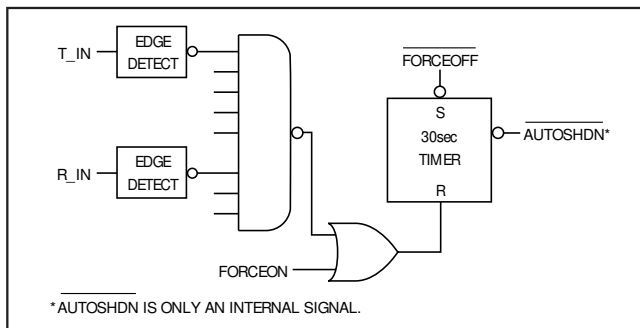 T_IN
EDGE
DETECT
R_IN
EDGE
DETECT
FORCEON
FORCEOFF
S
30sec
TIMER
R
AUTOSHDN*
*AUTOSHDN IS ONLY AN INTERNAL SIGNAL.